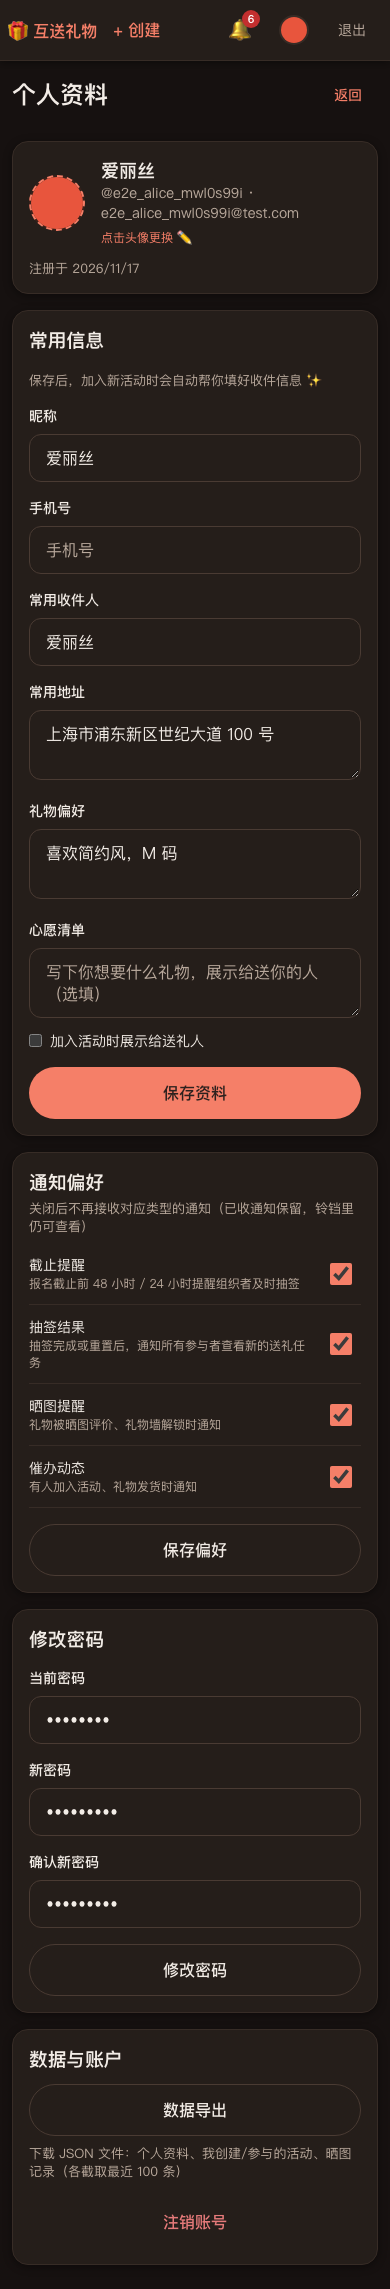 🎁 互送礼物 + 创建 🔔 6 退出
个人资料 返回
爱丽丝
@e2e_alice_mwl0s99i ·
e2e_alice_mwl0s99i@test.com
点击头像更换 ✏️
注册于 2026/11/17
常用信息
保存后，加入新活动时会自动帮你填好收件信息 ✨
昵称
爱丽丝
手机号
手机号
常用收件人
爱丽丝
常用地址
上海市浦东新区世纪大道 100 号
礼物偏好
喜欢简约风，M 码
心愿清单
写下你想要什么礼物，展示给送你的人
（选填）
加入活动时展示给送礼人
保存资料
通知偏好
关闭后不再接收对应类型的通知（已收通知保留，铃铛里
仍可查看）
截止提醒
报名截止前 48 小时 / 24 小时提醒组织者及时抽签
抽签结果
抽签完成或重置后，通知所有参与者查看新的送礼任
务
晒图提醒
礼物被晒图评价、礼物墙解锁时通知
催办动态
有人加入活动、礼物发货时通知
保存偏好
修改密码
当前密码
••••••••
新密码
•••••••••
确认新密码
•••••••••
修改密码
数据与账户
数据导出
下载 JSON 文件：个人资料、我创建/参与的活动、晒图
记录（各截取最近 100 条）
注销账号